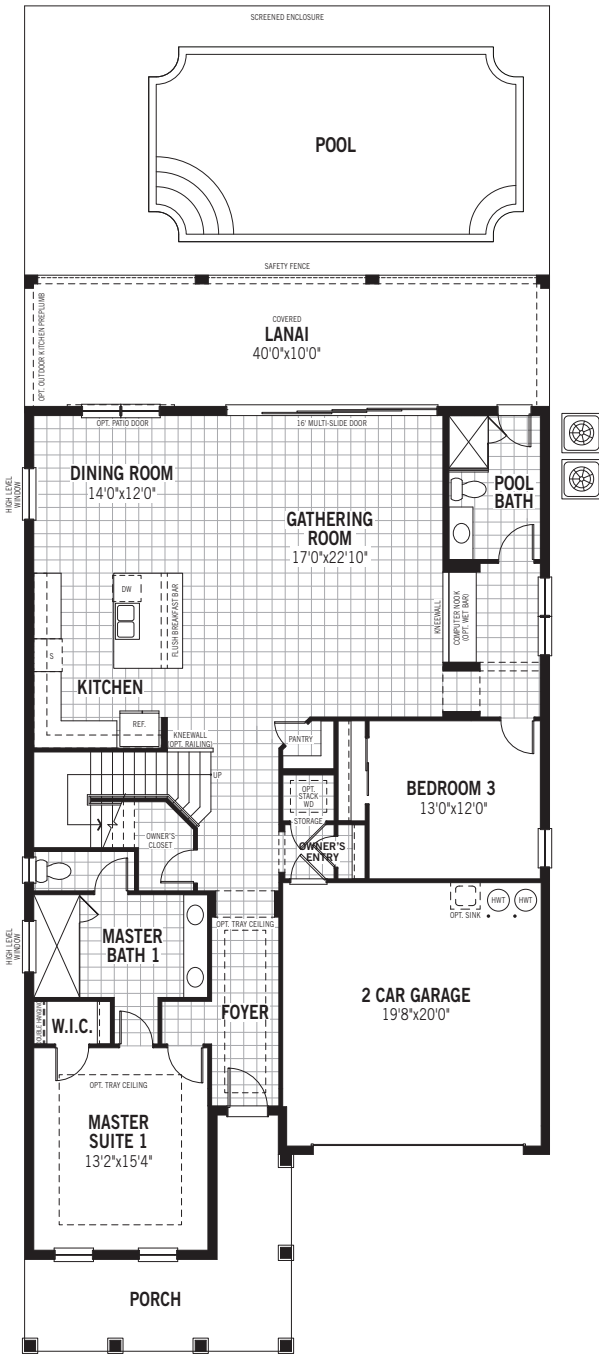 SCREENED ENCLOSURE
POOL
SAFETY FENCE
OPT. OUTDOOR KITCHEN PREPLUMB
COVERED
LANAI
40'0"x10'0"
OPT. PATIO DOOR
16' MULTI-SLIDE DOOR
HIGH LEVEL
WINDOW
DINING ROOM
14'0"x12'0"
GATHERING
ROOM
17'0"x22'10"
POOL
BATH
DW
FLUSH BREAKFAST BAR
KNEEWALL
COMPUTER NOOK
(OPT. WET BAR)
S
KITCHEN
REF.
KNEEWALL
(OPT. RAILING)
PANTRY
UP
OPT.
STACK
WD
STORAGE
BEDROOM 3
13'0"x12'0"
OWNER'S
CLOSET
OWNER'S
ENTRY
OPT. SINK
HWT
HWT
HIGH LEVEL
WINDOW
MASTER
BATH 1
OPT. TRAY CEILING
FOYER
2 CAR GARAGE
19'8"x20'0"
DOUBLE HANGING
W.I.C.
OPT. TRAY CEILING
MASTER
SUITE 1
13'2"x15'4"
PORCH